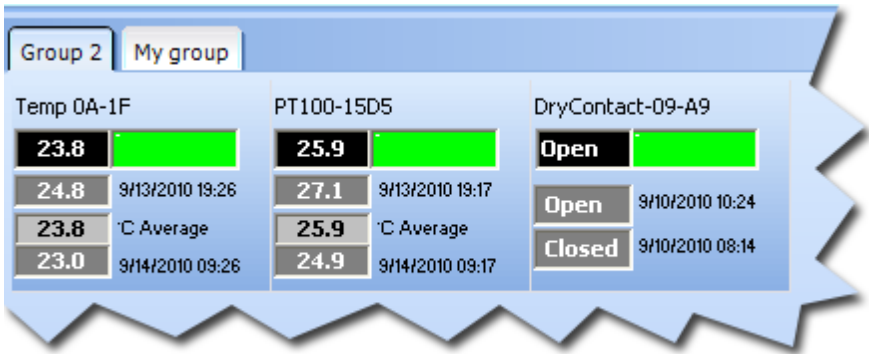 Group 2 My group
Temp 0A-1F
23.8
24.8 9/13/2010 19:26
23.8 °C Average
23.0 9/14/2010 09:26
PT100-15D5
25.9
27.1 9/13/2010 19:17
25.9 °C Average
24.9 9/14/2010 09:17
DryContact-09-A9
Open
Open 9/10/2010 10:24
Closed 9/10/2010 08:14